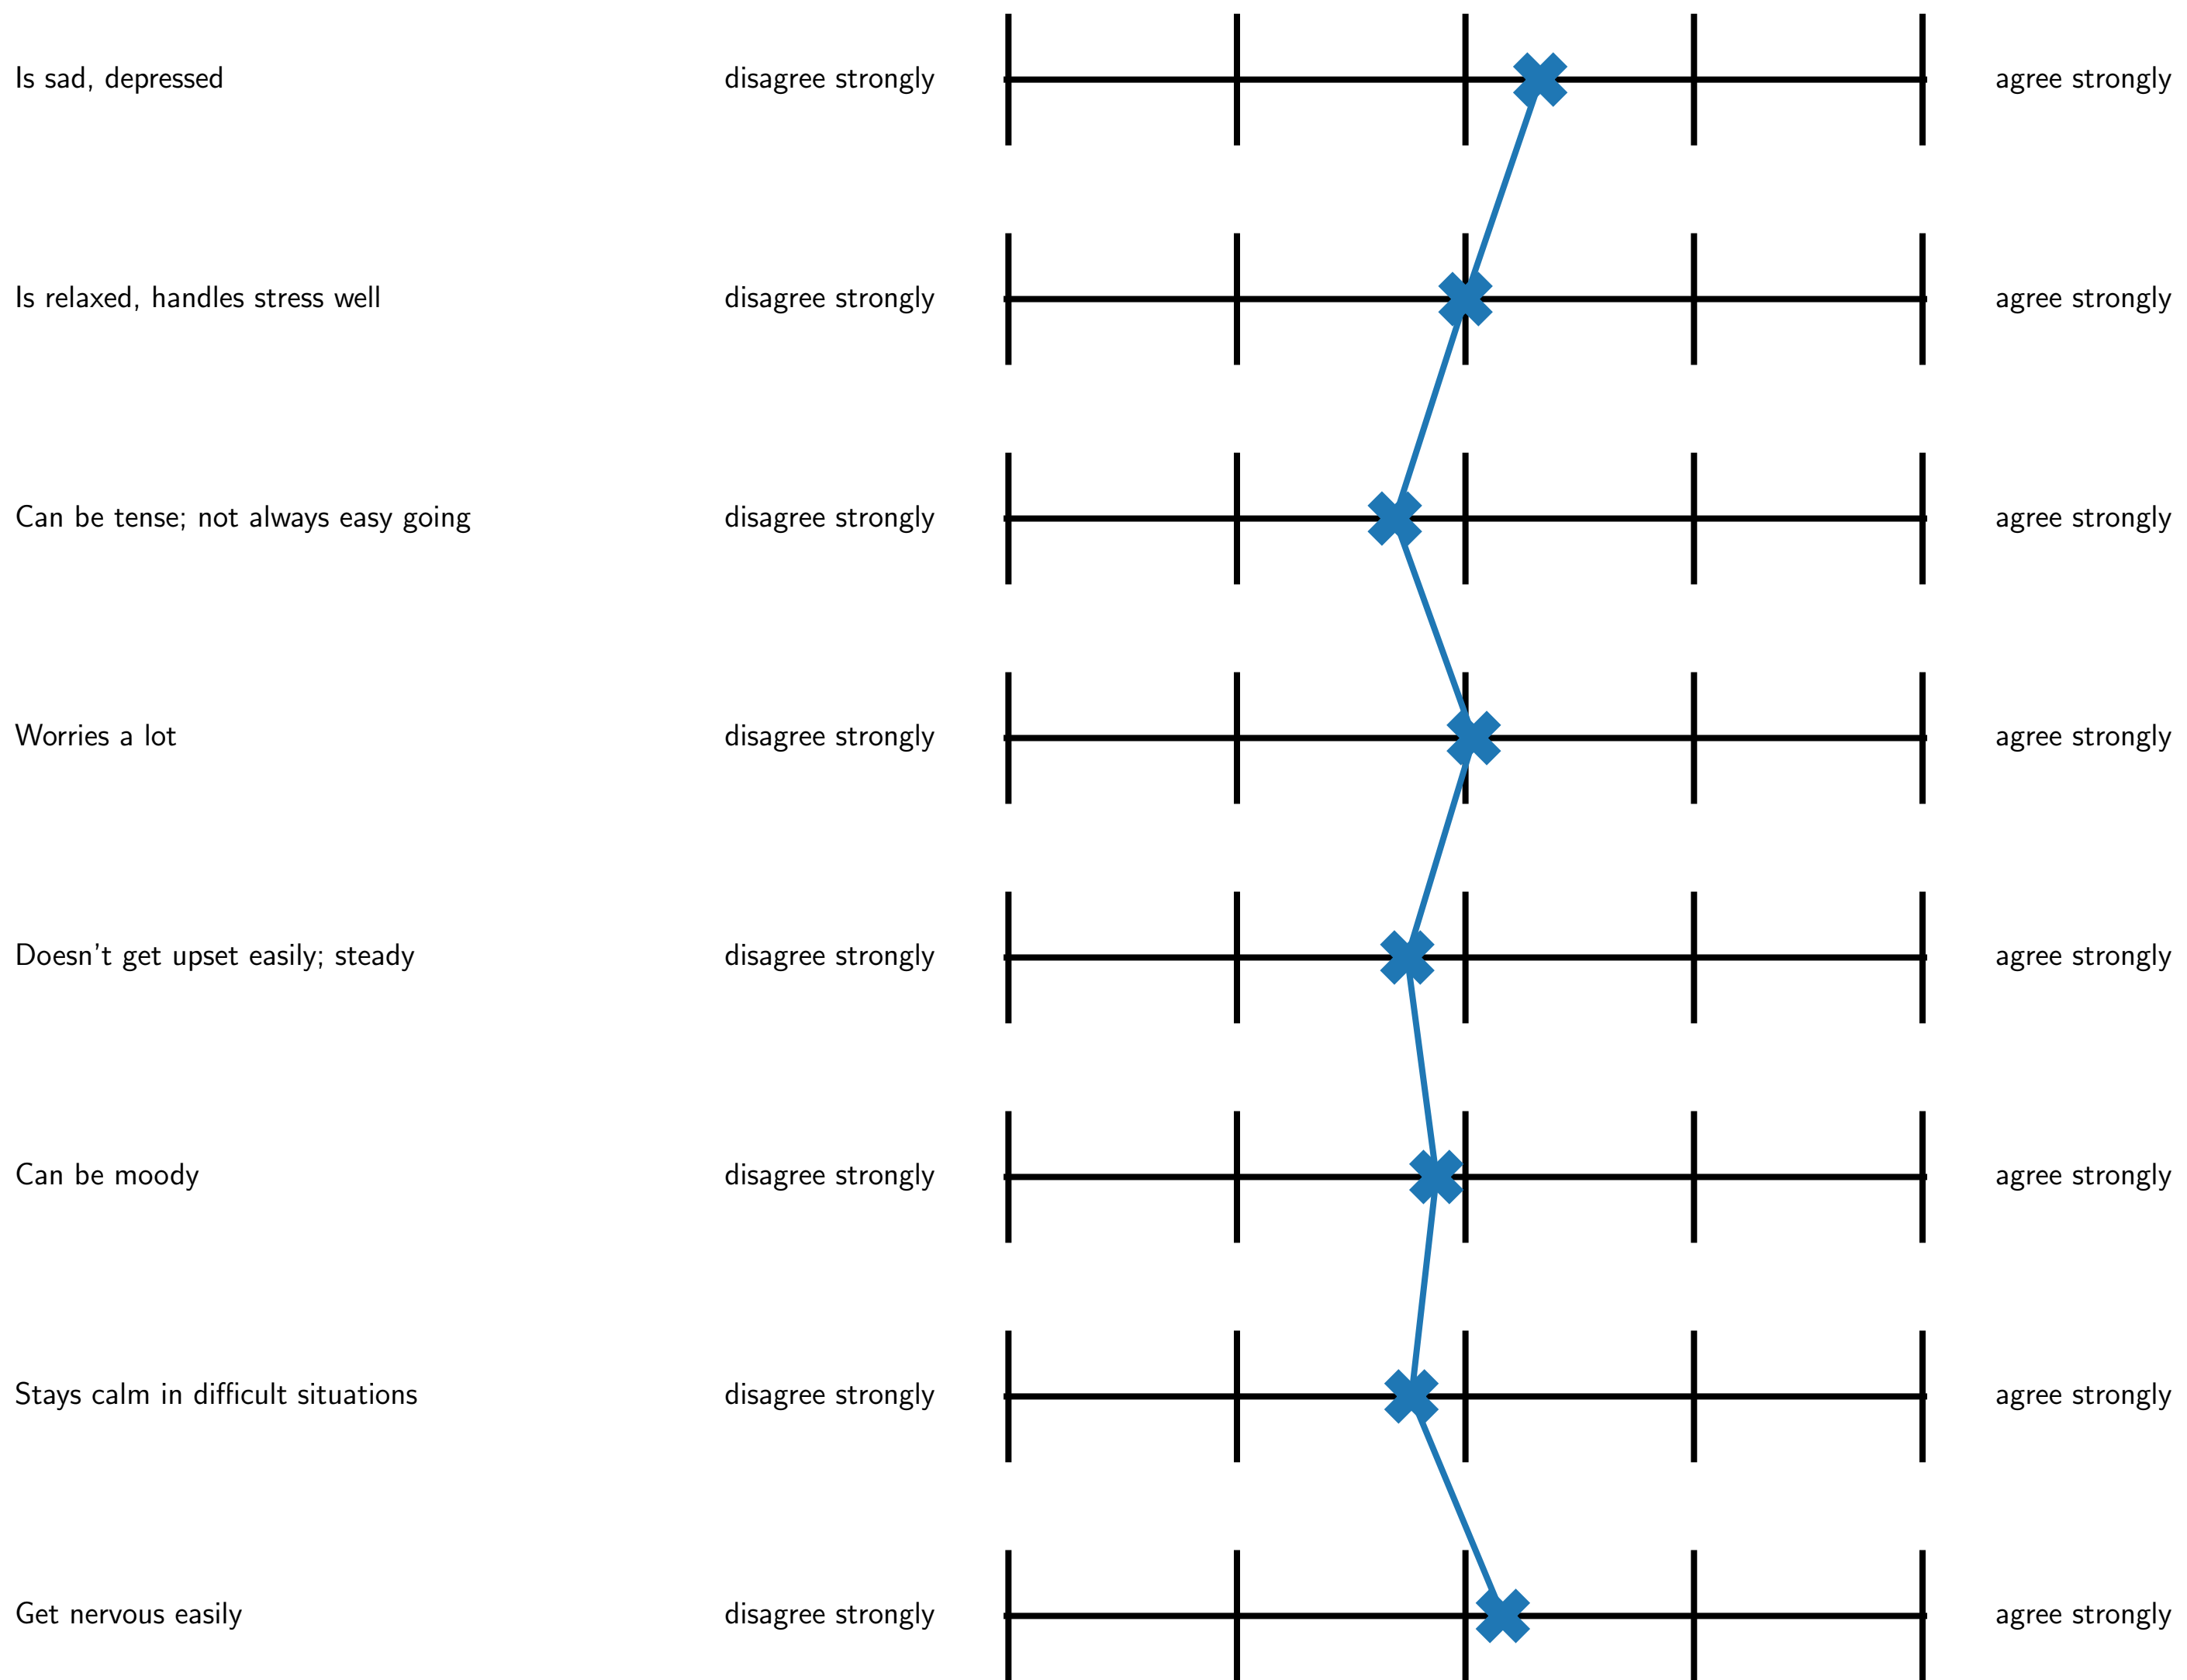 Is sad, depressed disagree strongly agree strongly
Is relaxed, handles stress well disagree strongly agree strongly
Can be tense; not always easy going disagree strongly agree strongly
Worries a lot disagree strongly agree strongly
Doesn't get upset easily; steady disagree strongly agree strongly
Can be moody disagree strongly agree strongly
Stays calm in difficult situations disagree strongly agree strongly
Get nervous easily disagree strongly agree strongly